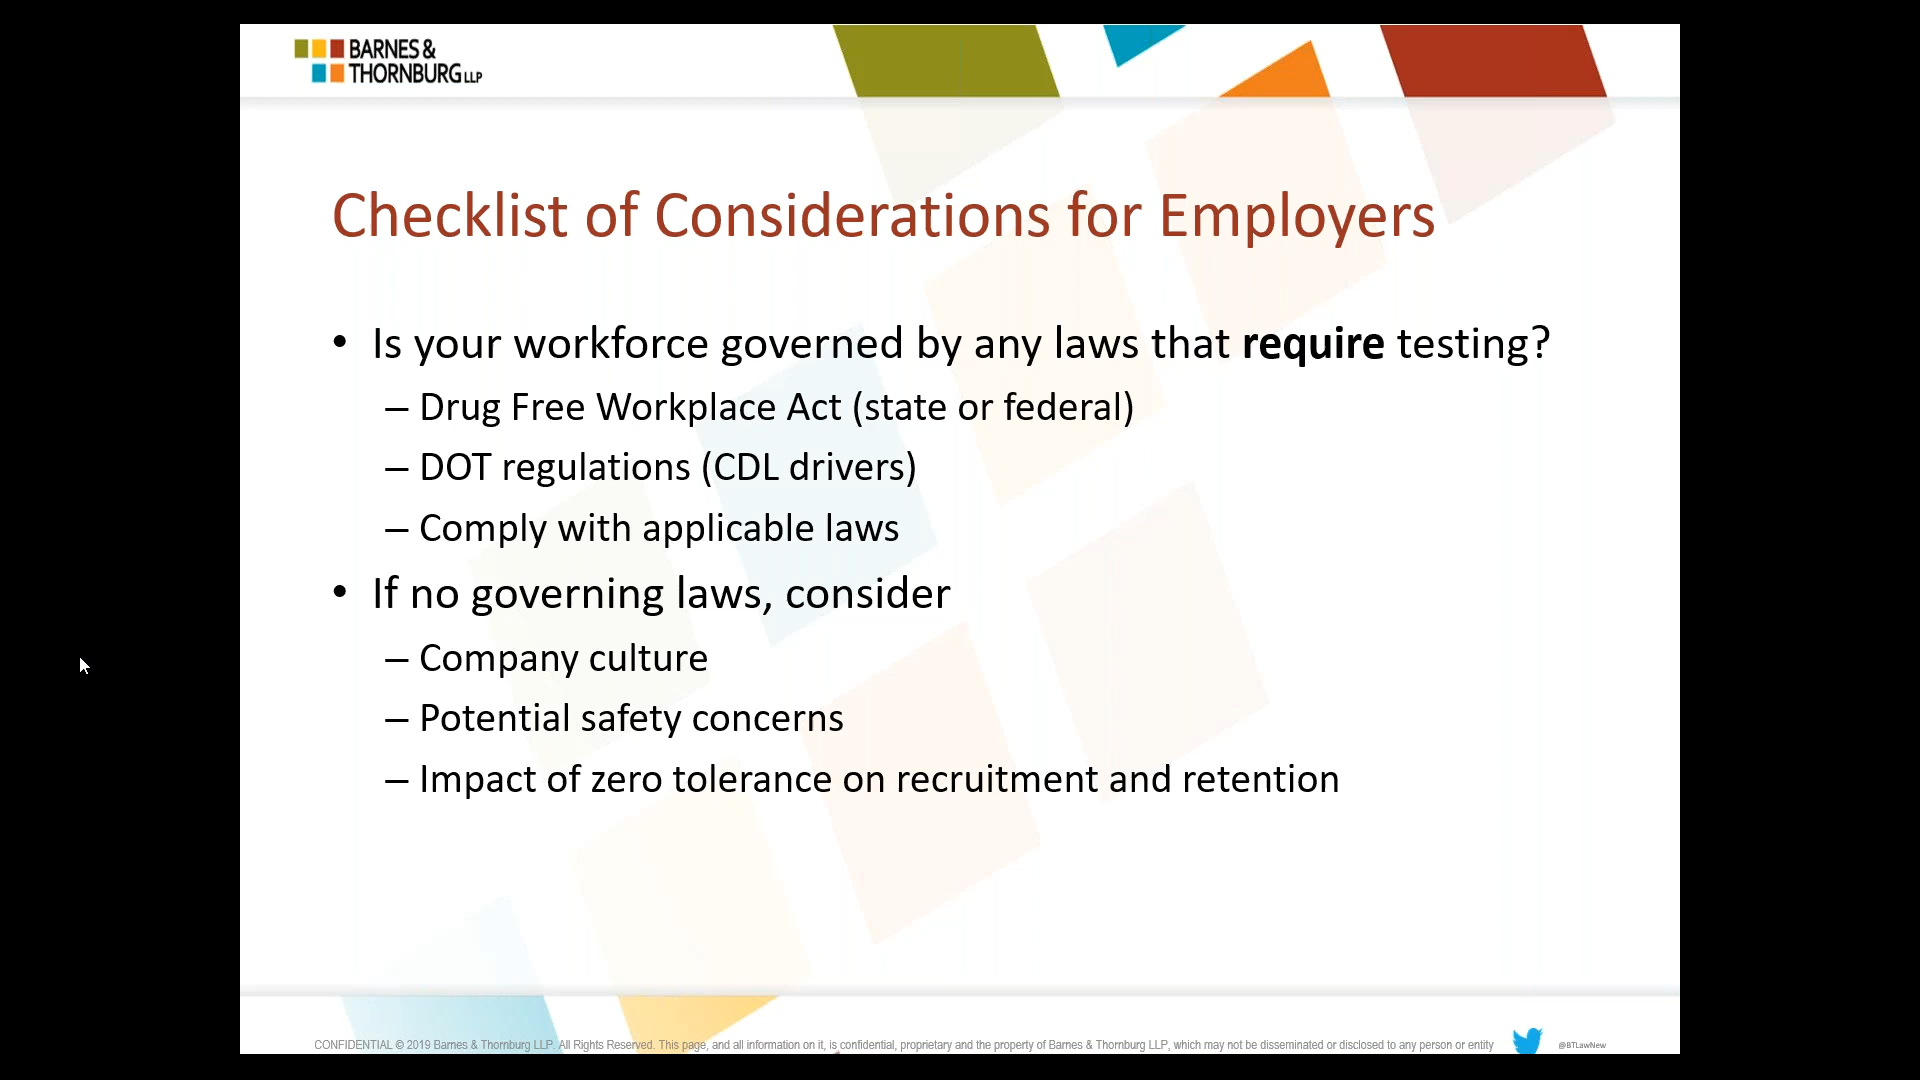 BARNES &
THORNBURG LLP
Checklist of Considerations for Employers
• Is your workforce governed by any laws that require testing?
– Drug Free Workplace Act (state or federal)
– DOT regulations (CDL drivers)
– Comply with applicable laws
• If no governing laws, consider
– Company culture
– Potential safety concerns
– Impact of zero tolerance on recruitment and retention
CONFIDENTIAL © 2019 Barnes & Thornburg LLP. All Rights Reserved. This page, and all information on it, is confidential, proprietary and the property of Barnes & Thornburg LLP, which may not be disseminated or disclosed to any person or entity
@BTLawNew